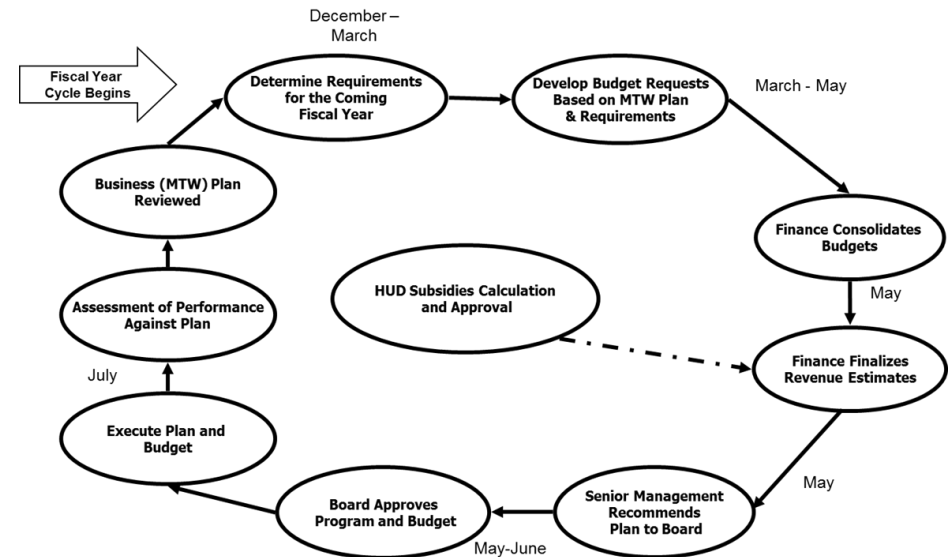 December –
March
Fiscal Year
Cycle Begins
Determine Requirements
for the Coming
Fiscal Year
Develop Budget Requests
Based on MTW Plan
& Requirements
March - May
Business (MTW) Plan
Reviewed
Finance Consolidates
Budgets
HUD Subsidies Calculation
and Approval
Assessment of Performance
Against Plan
May
Finance Finalizes
Revenue Estimates
July
Execute Plan and
Budget
May
Senior Management
Recommends
Plan to Board
Board Approves
Program and Budget
May-June